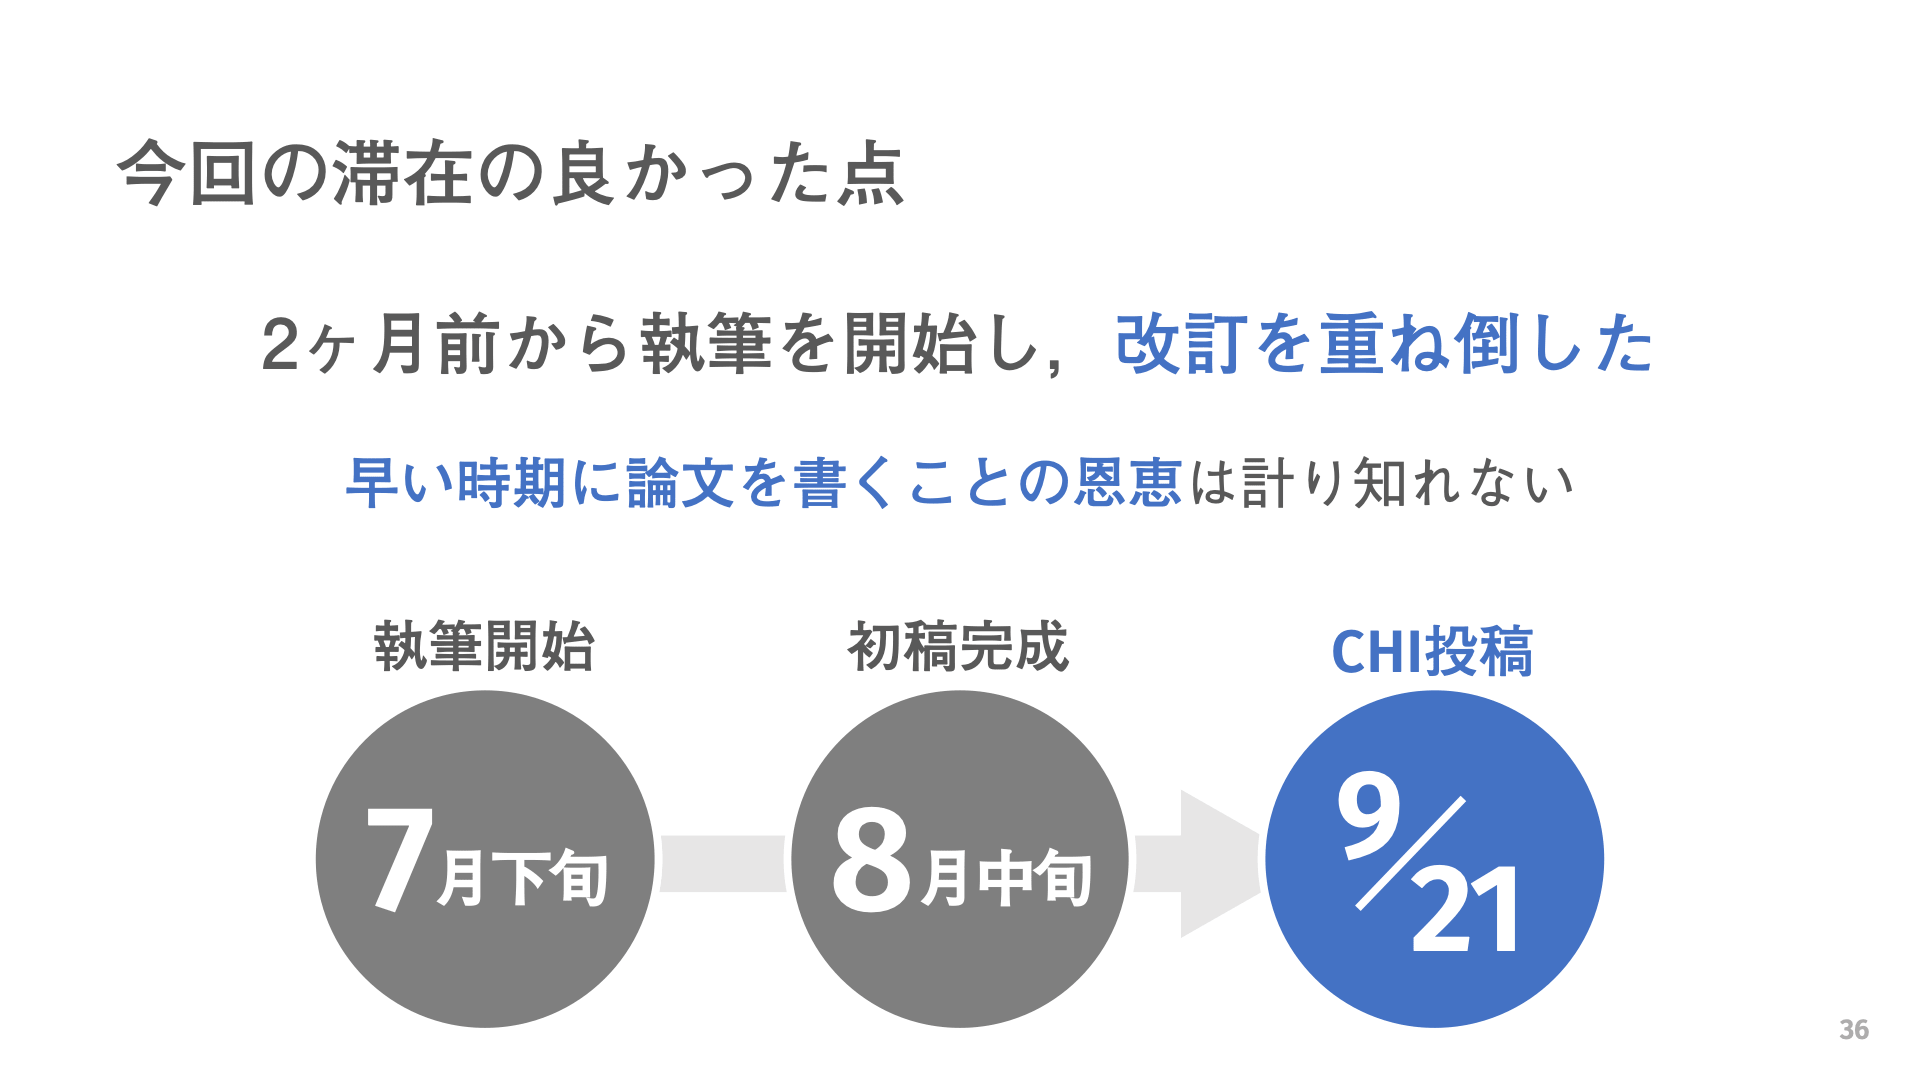 今回の滞在の良かった点
2ヶ月前から執筆を開始し，改訂を重ね倒した
早い時期に論文を書くことの恩恵は計り知れない
執筆開始
7月下旬
初稿完成
8月中旬
CHI投稿
9/21
36